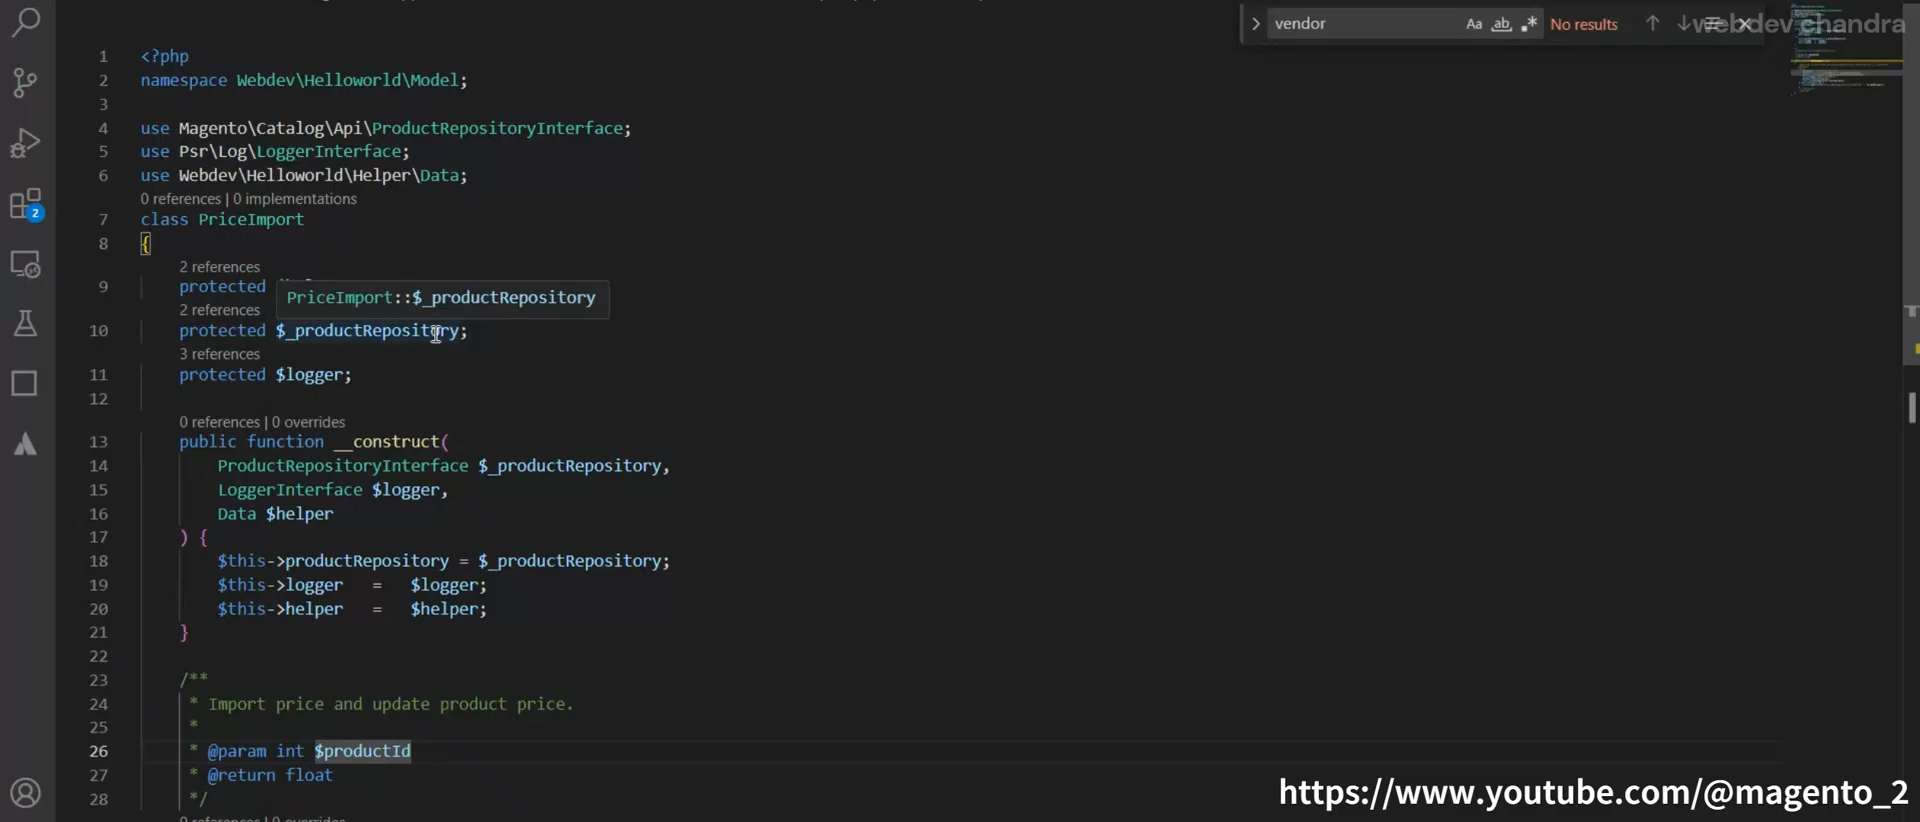 vendor
Aa ab No results
webdev chandra
1 <?php
2 namespace Webdev\Helloworld\Model;
3
4 use Magento\Catalog\Api\ProductRepositoryInterface;
5 use Psr\Log\LoggerInterface;
6 use Webdev\Helloworld\Helper\Data;
0 references | 0 implementations
7 class PriceImport
8 {
2 references
9 protected
PriceImport::$_productRepository
2 references
10 protected $_productRepository;
3 references
11 protected $logger;
12
0 references | 0 overrides
13 public function __construct(
14 ProductRepositoryInterface $_productRepository,
15 LoggerInterface $logger,
16 Data $helper
17 ) {
18 $this->productRepository = $_productRepository;
19 $this->logger = $logger;
20 $this->helper = $helper;
21 }
22
23 /**
24 * Import price and update product price.
25 *
26 * @param int $productId
27 * @return float
28 */
0 references | 0 overrides
2
https://www.youtube.com/@magento_2